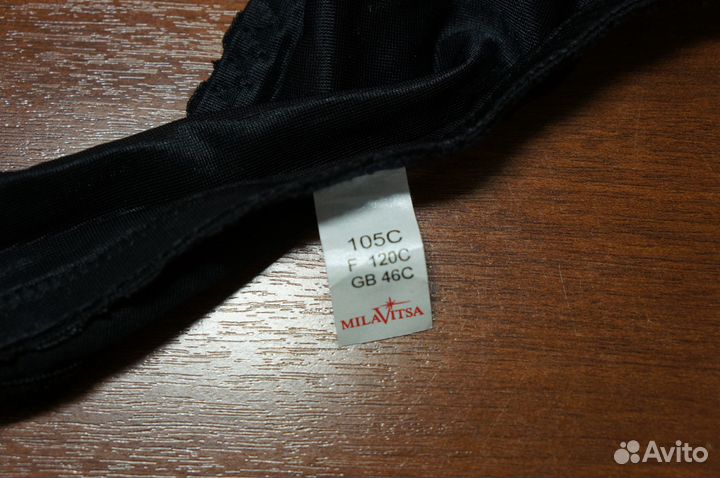 105C
F 120C
GB 46C
MILAVITSA
Avito